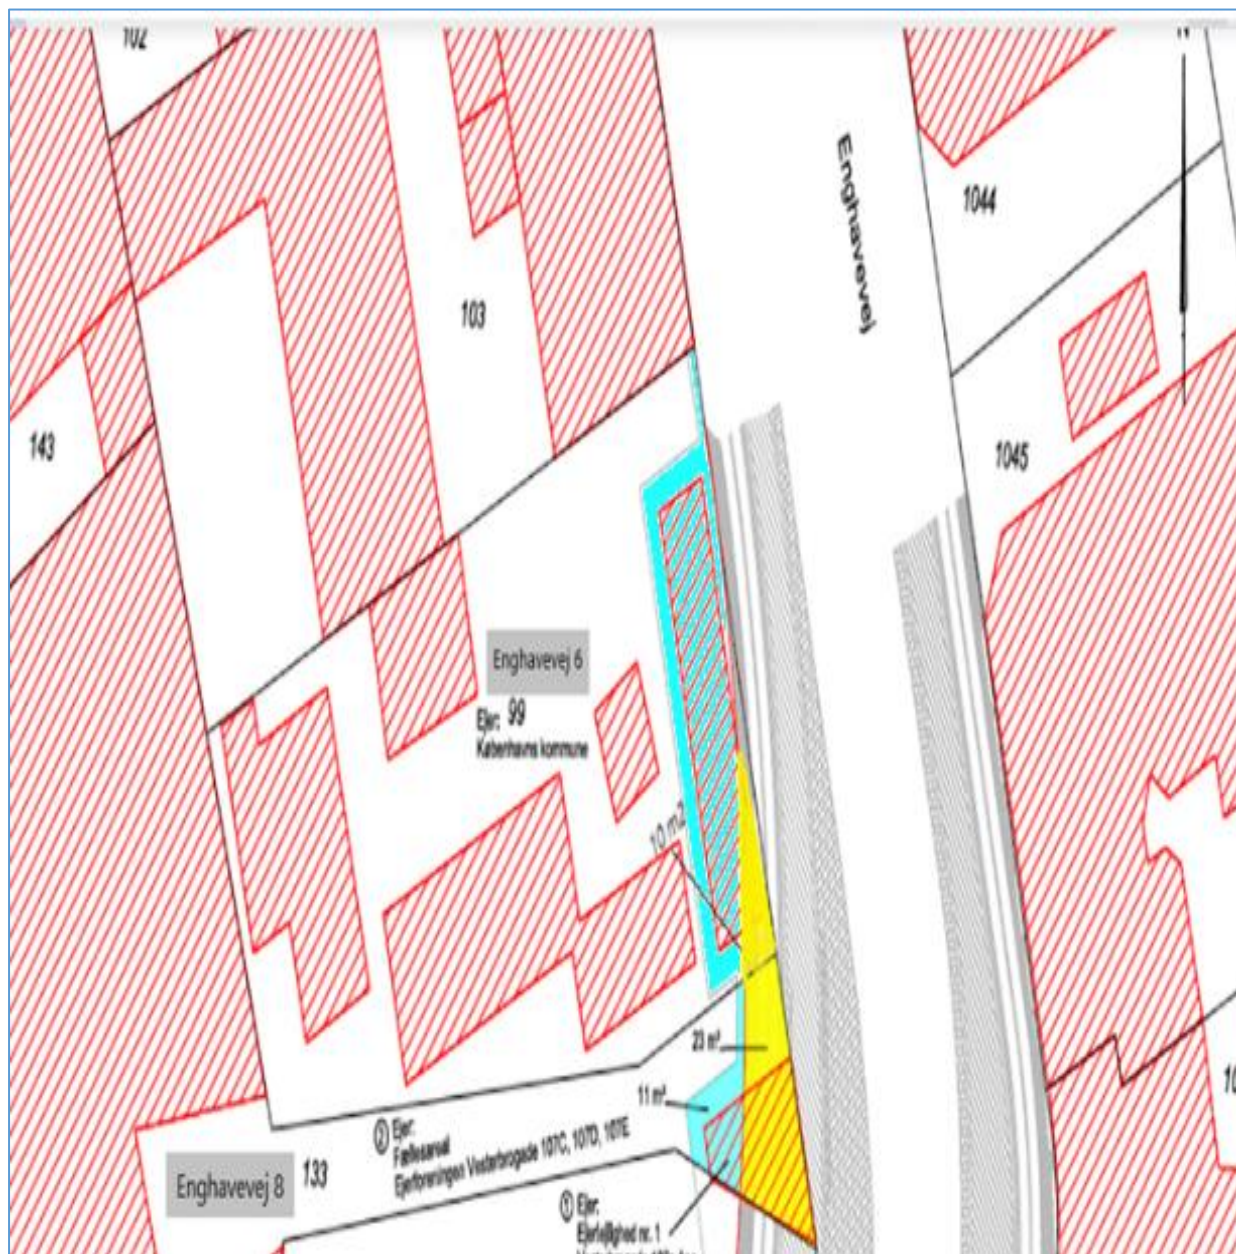 102
Enghavevej
1044
103
143
1045
Enghavevej 6
Ejer: 99
Københavns kommune
10 m2
23 m²
11 m²
② Ejer:
Fællesareal
Ejerforeningen Vesterbrogade 107C, 107D, 107E
Enghavevej 8
133
① Ejer:
Ejerlejlighed nr. 1